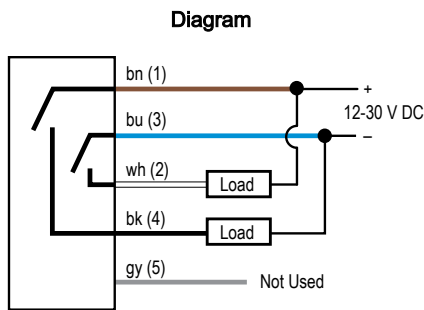 Diagram
bn (1)
+
12-30 V DC
bu (3)
–
wh (2)
Load
bk (4)
Load
gy (5)
Not Used